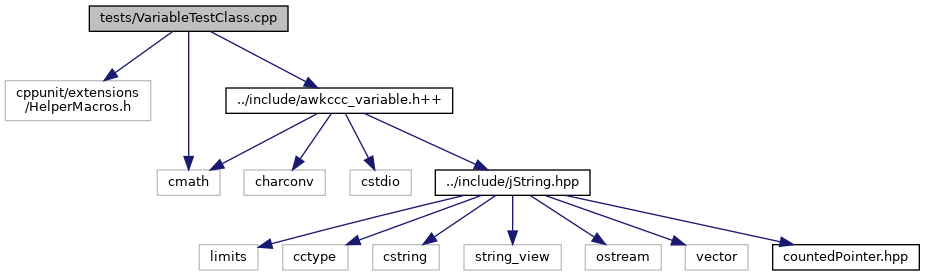 tests/VariableTestClass.cpp
cppunit/extensions
/HelperMacros.h
../include/awkccc_variable.h++
cmath
charconv
cstdio
../include/jString.hpp
limits
cctype
cstring
string_view
ostream
vector
countedPointer.hpp